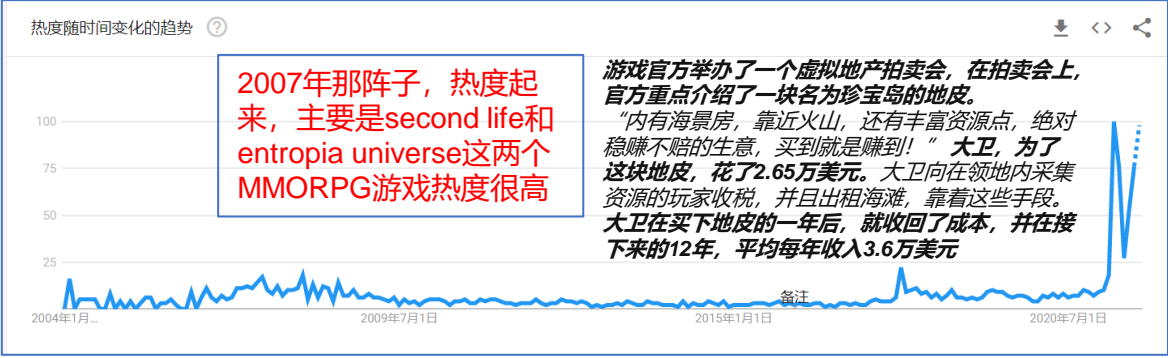 热度随时间变化的趋势
2007年那阵子，热度起
来，主要是second life和
entropia universe这两个
MMORPG游戏热度很高
游戏官方举办了一个虚拟地产拍卖会，在拍卖会上，
官方重点介绍了一块名为珍宝岛的地皮。
“内有海景房，靠近火山，还有丰富资源点，绝对
稳赚不赔的生意，买到就是赚到！” 大卫，为了
这块地皮，花了2.65万美元。大卫向在领地内采集
资源的玩家收税，并且出租海滩，靠着这些手段。
大卫在买下地皮的一年后，就收回了成本，并在接
下来的12年，平均每年收入3.6万美元
100
75
50
25
备注
2004年1月...
2009年7月1日
2015年1月1日
2020年7月1日